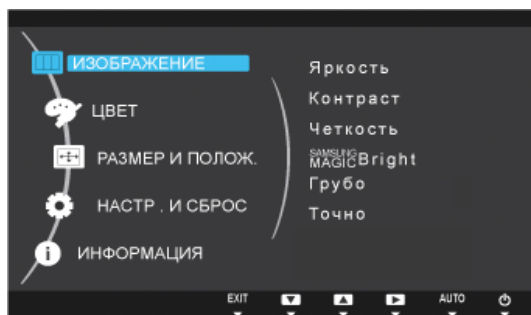 ИЗОБРАЖЕНИЕ
ЦВЕТ
РАЗМЕР И ПОЛОЖ.
НАСТР . И СБРОС
ИНФОРМАЦИЯ
Яркость
Контраст
Четкость
SAMSUNG MAGIC Bright
Грубо
Точно
EXIT AUTO